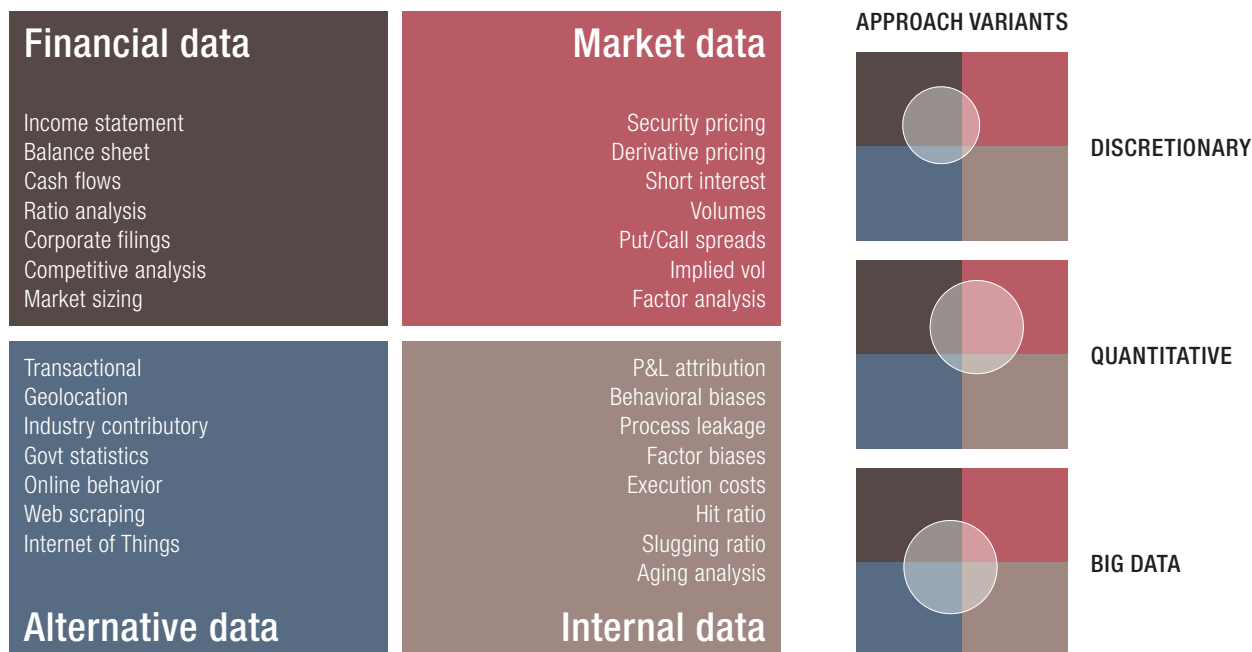 Financial data
Income statement
Balance sheet
Cash flows
Ratio analysis
Corporate filings
Competitive analysis
Market sizing
Market data
Security pricing
Derivative pricing
Short interest
Volumes
Put/Call spreads
Implied vol
Factor analysis
Transactional
Geolocation
Industry contributory
Govt statistics
Online behavior
Web scraping
Internet of Things
Alternative data
P&L attribution
Behavioral biases
Process leakage
Factor biases
Execution costs
Hit ratio
Slugging ratio
Aging analysis
Internal data
APPROACH VARIANTS
DISCRETIONARY
QUANTITATIVE
BIG DATA